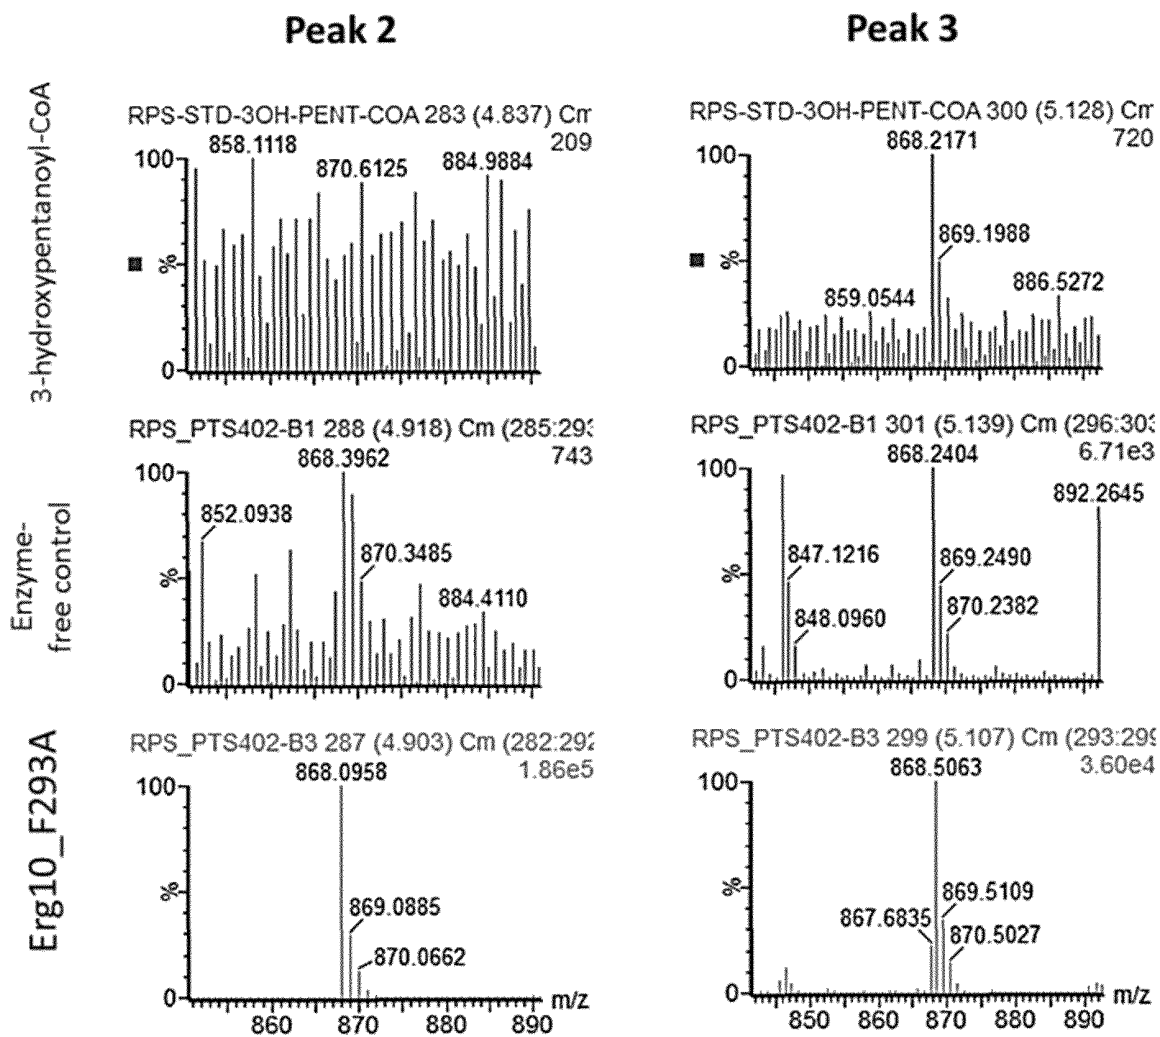 Peak 2
Peak 3
3-hydroxypentanoyl-CoA
RPS-STD-3OH-PENT-COA 283 (4.837) Cm
209
858.1118
870.6125
884.9884
100
%
0
RPS-STD-3OH-PENT-COA 300 (5.128) Cm
720
868.2171
869.1988
859.0544
886.5272
100
%
0
Enzyme-
free control
RPS_PTS402-B1 288 (4.918) Cm (285:293
743
868.3962
852.0938
870.3485
884.4110
100
%
0
RPS_PTS402-B1 301 (5.139) Cm (296:303
6.71e3
868.2404
892.2645
847.1216
869.2490
848.0960
870.2382
100
%
0
Erg10_F293A
RPS_PTS402-B3 287 (4.903) Cm (282:292
1.86e5
868.0958
869.0885
870.0662
100
%
0
m/z
860 870 880 890
RPS_PTS402-B3 299 (5.107) Cm (293:299
3.60e4
868.5063
869.5109
867.6835
870.5027
100
%
0
m/z
850 860 870 880 890